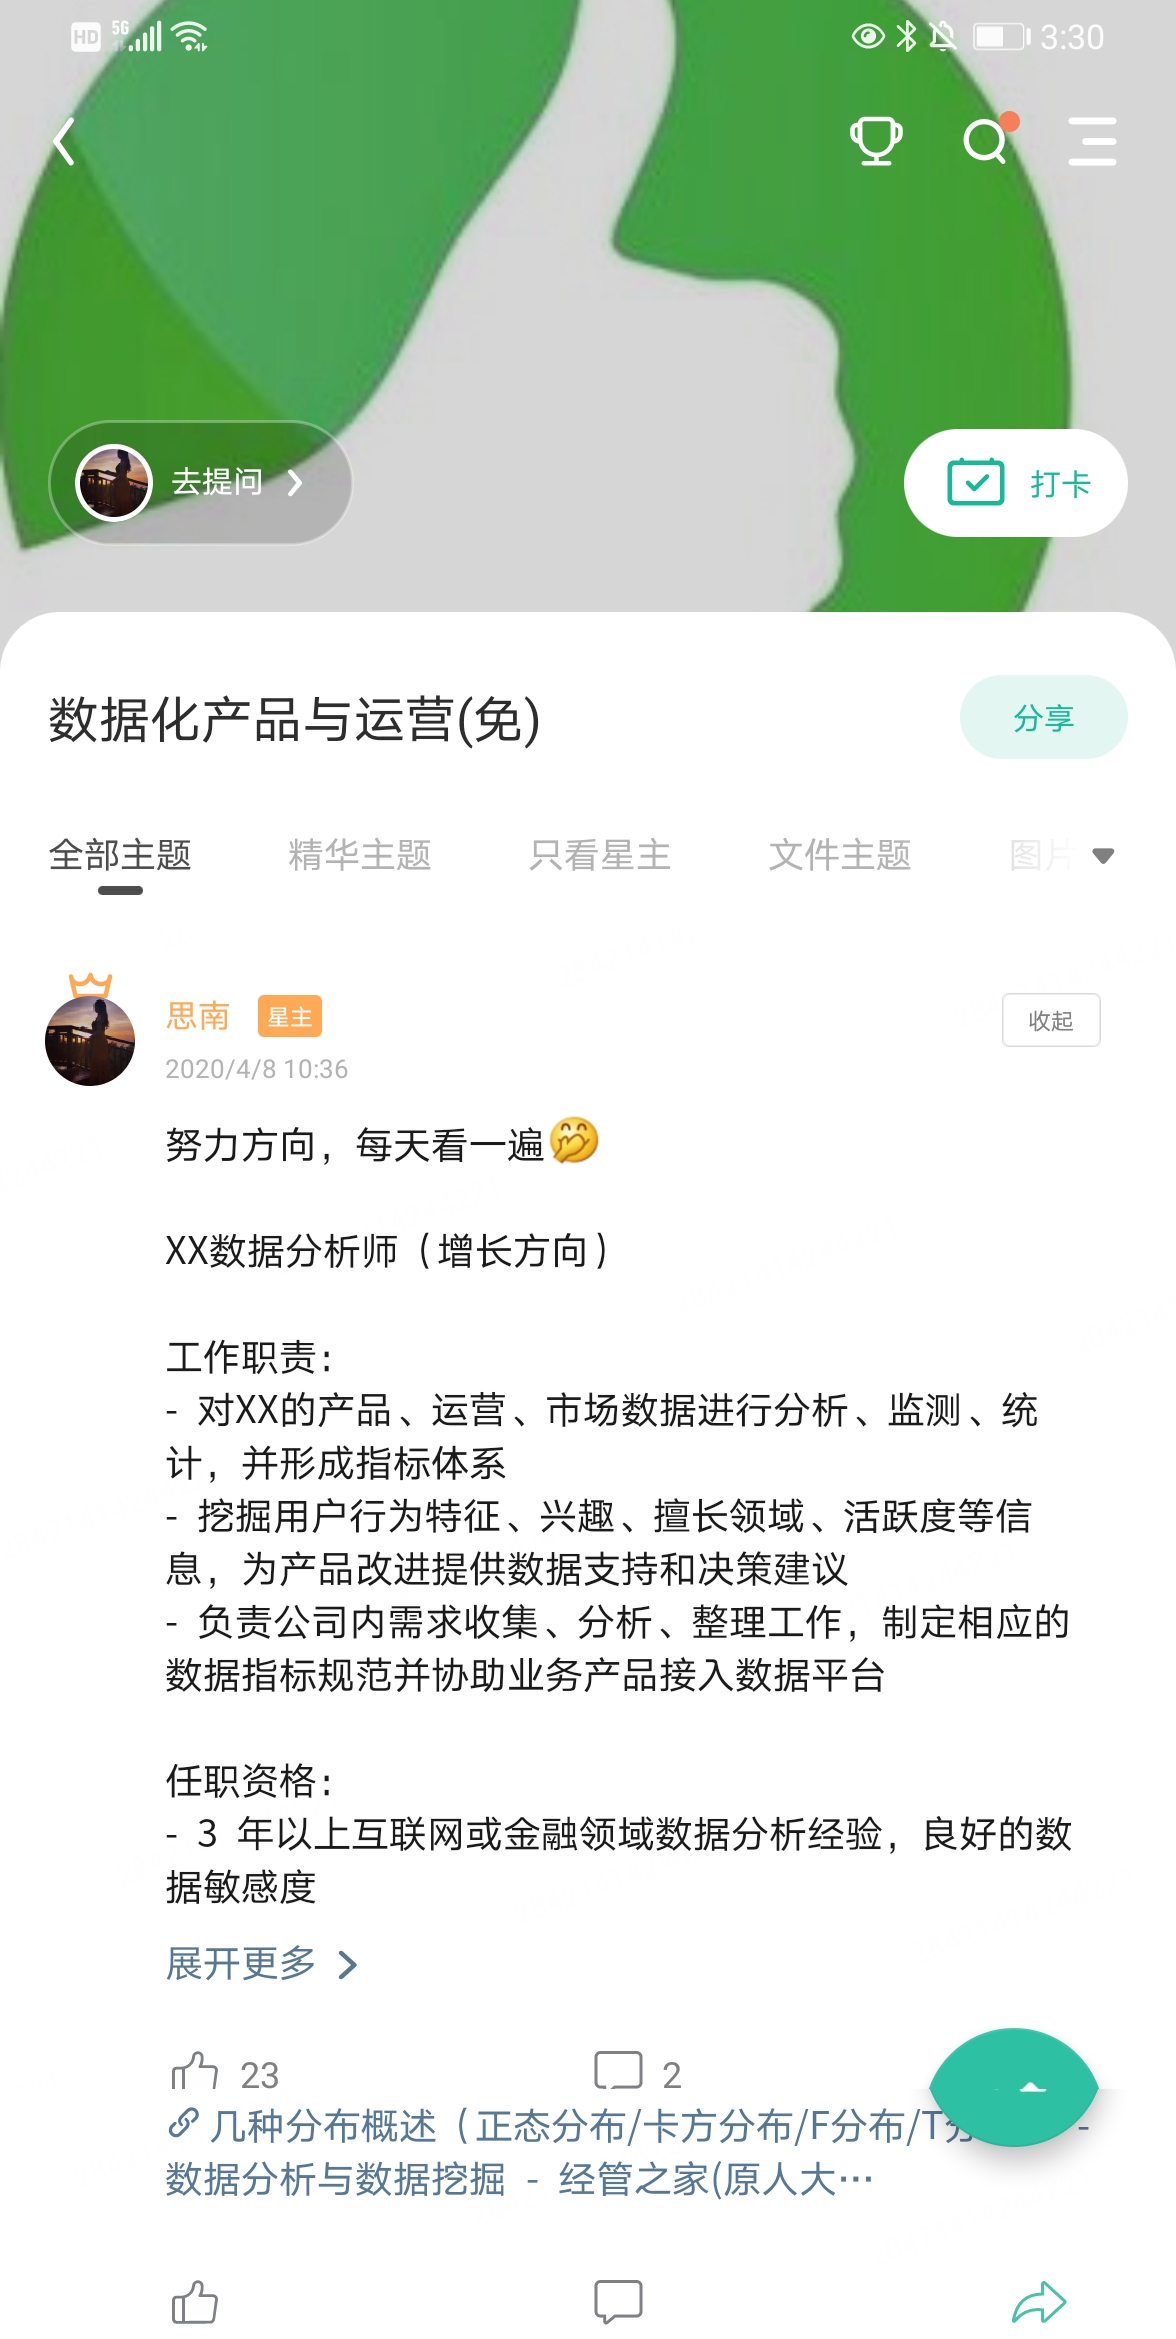 HD 5G 3:30
去提问
打卡
数据化产品与运营(免)
分享
全部主题 精华主题 只看星主 文件主题 图片
思南 星主
收起
2020/4/8 10:36
努力方向，每天看一遍
XX数据分析师（增长方向）
工作职责：
- 对XX的产品、运营、市场数据进行分析、监测、统
计，并形成指标体系
- 挖掘用户行为特征、兴趣、擅长领域、活跃度等信
息，为产品改进提供数据支持和决策建议
- 负责公司内需求收集、分析、整理工作，制定相应的
数据指标规范并协助业务产品接入数据平台
任职资格：
- 3 年以上互联网或金融领域数据分析经验，良好的数
据敏感度
展开更多
23 2
几种分布概述（正态分布/卡方分布/F分布/T分 -
数据分析与数据挖掘 - 经管之家(原人大…